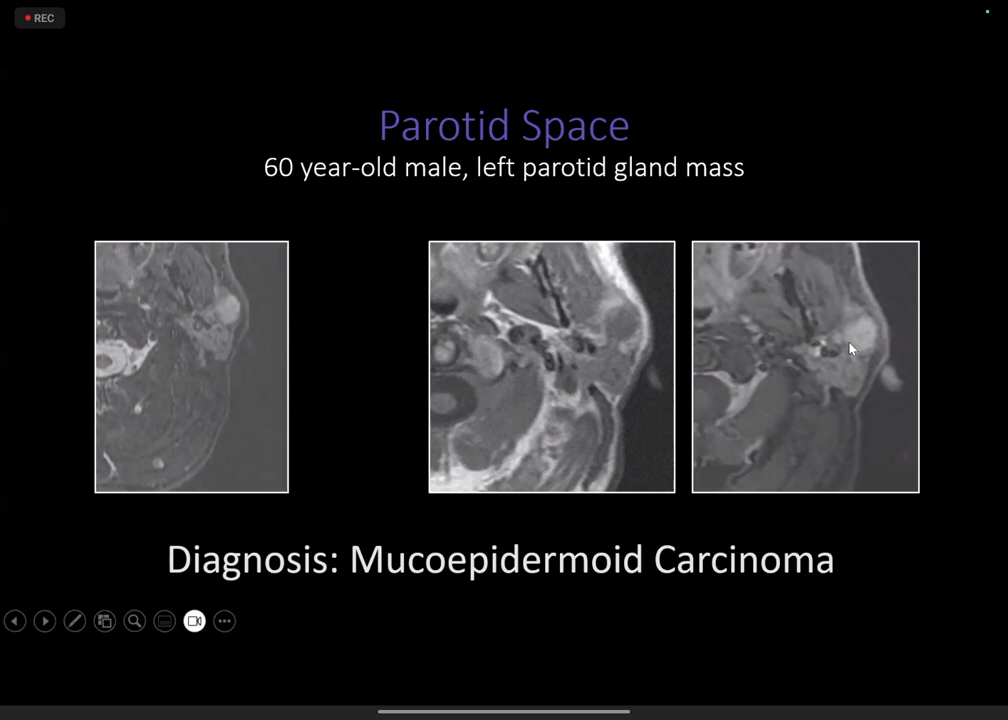 REC
Parotid Space
60 year-old male, left parotid gland mass
Diagnosis: Mucoepidermoid Carcinoma